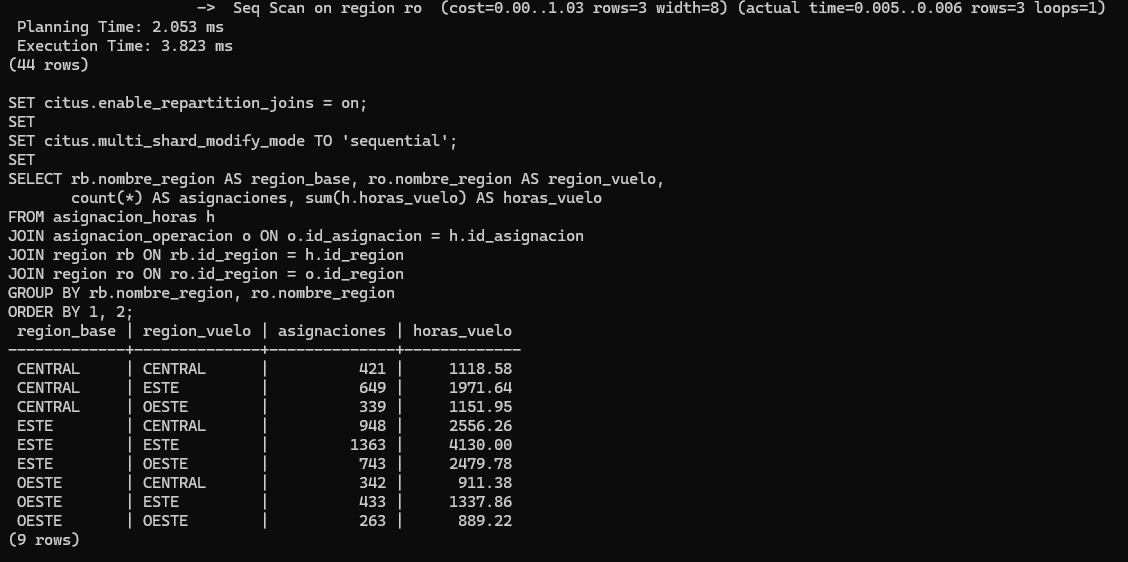 ->  Seq Scan on region ro  (cost=0.00..1.03 rows=3 width=8) (actual time=0.005..0.006 rows=3 loops=1)
 Planning Time: 2.053 ms
 Execution Time: 3.823 ms
(44 rows)

SET citus.enable_repartition_joins = on;
SET
SET citus.multi_shard_modify_mode TO 'sequential';
SET
SELECT rb.nombre_region AS region_base, ro.nombre_region AS region_vuelo,
       count(*) AS asignaciones, sum(h.horas_vuelo) AS horas_vuelo
FROM asignacion_horas h
JOIN asignacion_operacion o ON o.id_asignacion = h.id_asignacion
JOIN region rb ON rb.id_region = h.id_region
JOIN region ro ON ro.id_region = o.id_region
GROUP BY rb.nombre_region, ro.nombre_region
ORDER BY 1, 2;
 region_base | region_vuelo | asignaciones | horas_vuelo
-------------+--------------+--------------+-------------
 CENTRAL     | CENTRAL      |          421 |     1118.58
 CENTRAL     | ESTE         |          649 |     1971.64
 CENTRAL     | OESTE        |          339 |     1151.95
 ESTE        | CENTRAL      |          948 |     2556.26
 ESTE        | ESTE         |         1363 |     4130.00
 ESTE        | OESTE        |          743 |     2479.78
 OESTE       | CENTRAL      |          342 |      911.38
 OESTE       | ESTE         |          433 |     1337.86
 OESTE       | OESTE        |          263 |      889.22
(9 rows)